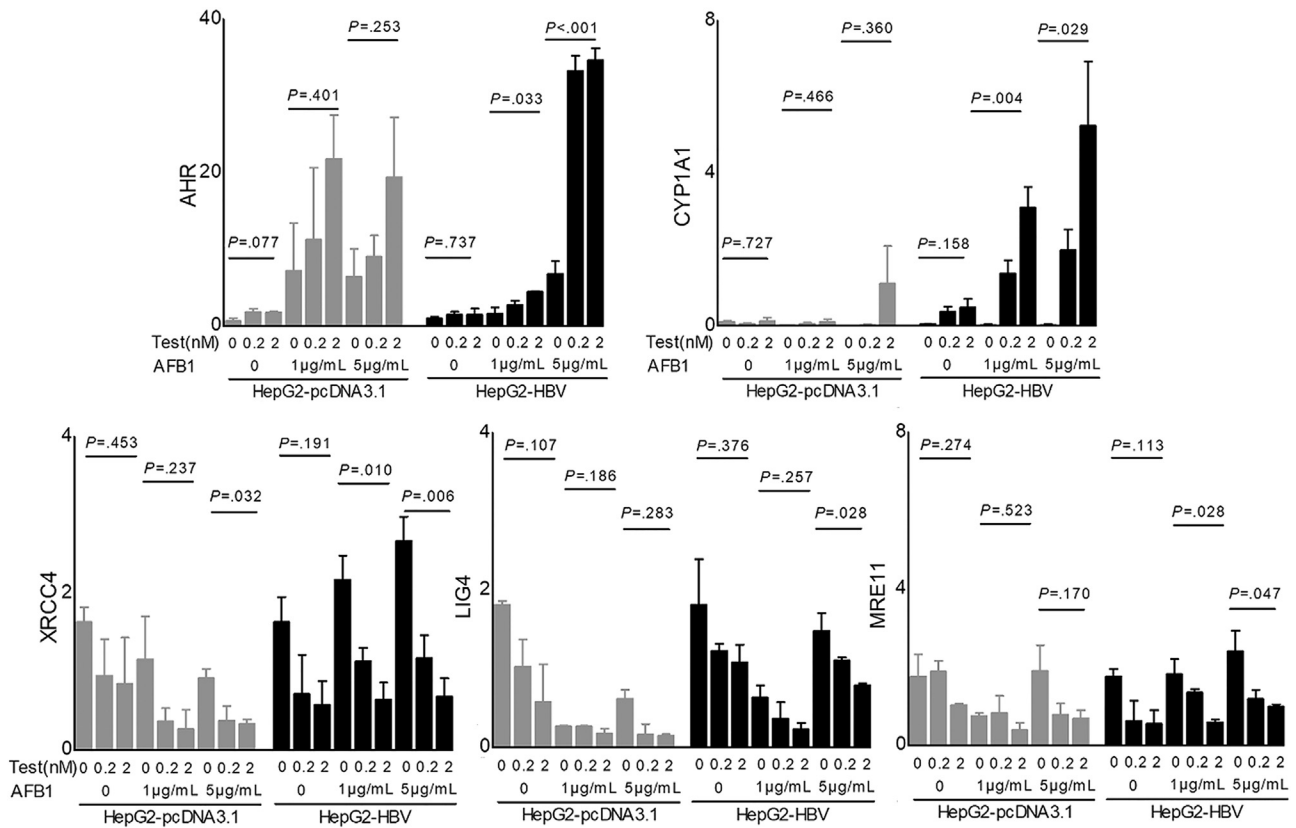 40
P=.253
P<.001
P=.401
P=.033
20
AHR
P=.077
P=.737
0
Test(nM) 0 0.2 2 0 0.2 2 0 0.2 2 0 0.2 2 0 0.2 2 0 0.2 2
AFB1 0 1µg/mL 5µg/mL 0 1µg/mL 5µg/mL
HepG2-pcDNA3.1 HepG2-HBV
8
P=.360
P=.029
P=.466
P=.004
4
CYP1A1
P=.727
P=.158
0
Test(nM) 0 0.2 2 0 0.2 2 0 0.2 2 0 0.2 2 0 0.2 2 0 0.2 2
AFB1 0 1µg/mL 5µg/mL 0 1µg/mL 5µg/mL
HepG2-pcDNA3.1 HepG2-HBV
4
P=.453
P=.191
P=.237
P=.010
P=.032
P=.006
2
XRCC4
0
Test(nM) 0 0.2 2 0 0.2 2 0 0.2 2 0 0.2 2 0 0.2 2 0 0.2 2
AFB1 0 1µg/mL 5µg/mL 0 1µg/mL 5µg/mL
HepG2-pcDNA3.1 HepG2-HBV
4
P=.107
P=.376
P=.186
P=.257
P=.283
P=.028
2
LIG4
0
0 0.2 2 0 0.2 2 0 0.2 2 0 0.2 2 0 0.2 2 0 0.2 2
0 1µg/mL 5µg/mL 0 1µg/mL 5µg/mL
HepG2-pcDNA3.1 HepG2-HBV
8
P=.274
P=.113
P=.523
P=.028
4
P=.170
P=.047
MRE11
0
0 0.2 2 0 0.2 2 0 0.2 2 0 0.2 2 0 0.2 2 0 0.2 2
0 1µg/mL 5µg/mL 0 1µg/mL 5µg/mL
HepG2-pcDNA3.1 HepG2-HBV